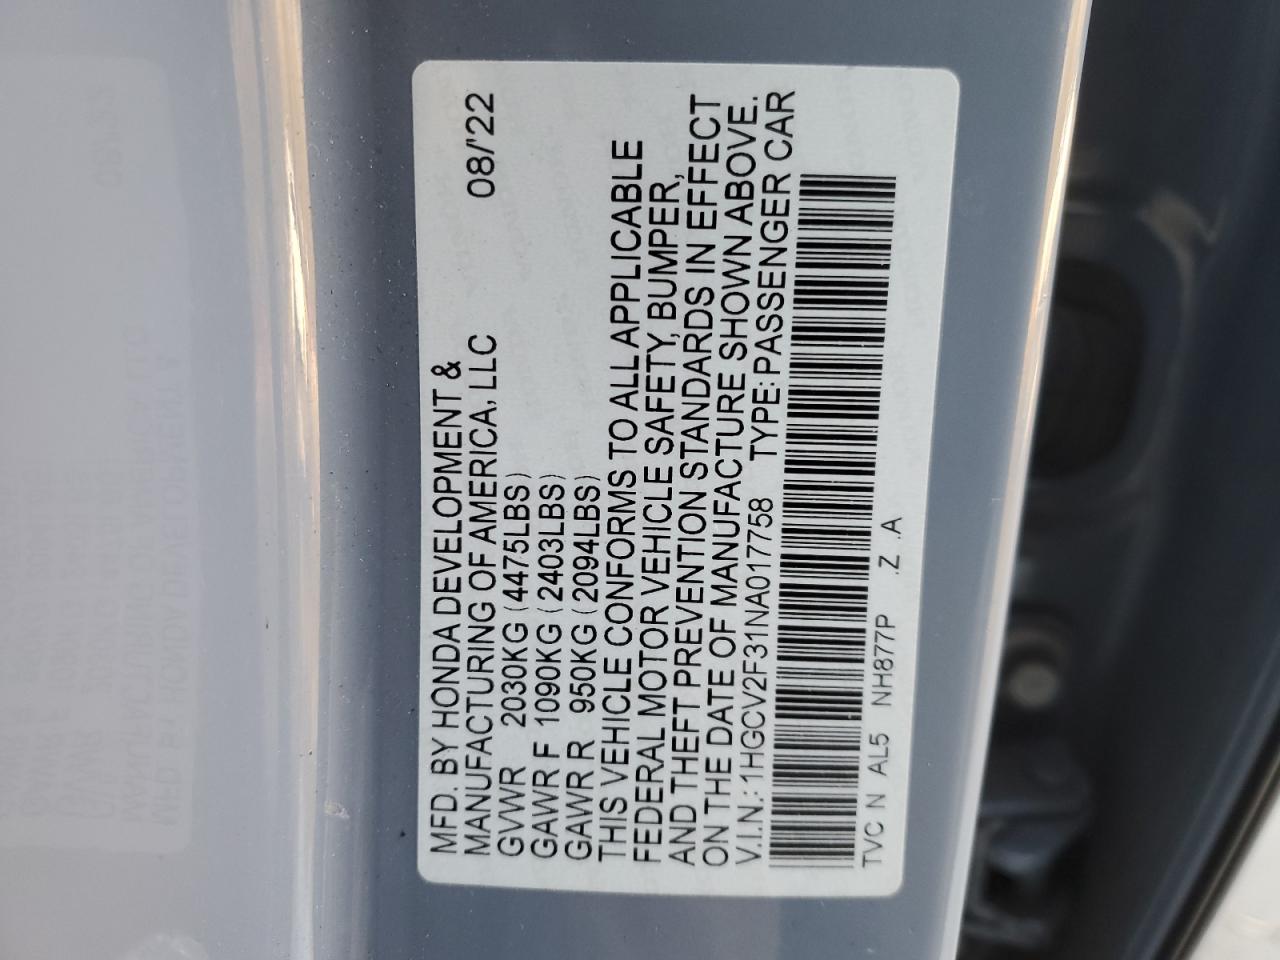 MFD. BY HONDA DEVELOPMENT &
MANUFACTURING OF AMERICA, LLC 08/'22
GVWR 2030KG (4475LBS)
GAWR F 1090KG (2403LBS)
GAWR R 950KG (2094LBS)
THIS VEHICLE CONFORMS TO ALL APPLICABLE
FEDERAL MOTOR VEHICLE SAFETY, BUMPER,
AND THEFT PREVENTION STANDARDS IN EFFECT
ON THE DATE OF MANUFACTURE SHOWN ABOVE..
V.I.N.: 1HGCV2F31NA017758 TYPE: PASSENGER CAR
TVC N AL5 NH877P .Z .A